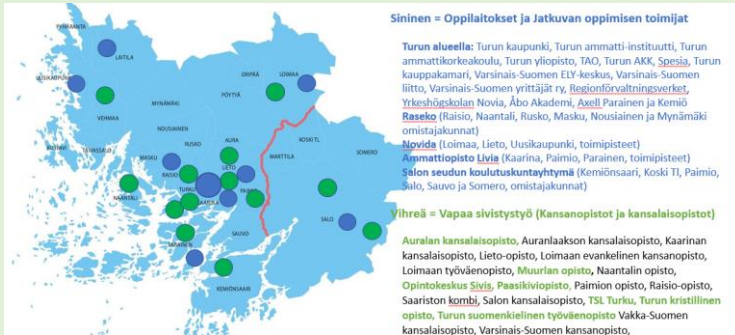 PYHÄRANTA
LAITILA
UUSIKAUPUNKI
VEHMAA
KUSTAVI
TAIVASSALO
MYNÄMÄKI
NOUSIAINEN
MASKU
RUSKO
RAISIO
NAANTALI
TURKU
KAARINA
LIETO
AURA
PÖYTYÄ
ORIPÄÄ
LOIMAA
KOSKI TL
MARTTILA
SOMERO
SALO
SAUVO
KEMIÖNSAARI
Sininen = Oppilaitokset ja Jatkuvan oppimisen toimijat
Turun alueella: Turun kaupunki, Turun ammatti-instituutti, Turun
ammattikorkeakoulu, Turun yliopisto, TAO, Turun AKK, Spesia, Turun
kauppakamari, Varsinais-Suomen ELY-keskus, Varsinais-Suomen
liitto, Varsinais-Suomen yrittäjät ry, Regionförvaltningsverket,
Yrkeshögskolan Novia, Åbo Akademi, Axell Parainen ja Kemiö
Raseko (Raisio, Naantali, Rusko, Masku, Nousiainen ja Mynämäki
omistajakunnat)
Novida (Loimaa, Lieto, Uusikaupunki, toimipisteet)
Ammattiopisto Livia (Kaarina, Paimio, Parainen, toimipisteet)
Salon seudun koulutuskuntayhtymä (Kemiönsaari, Koski Tl, Paimio,
Salo, Sauvo ja Somero, omistajakunnat)
Vihreä = Vapaa sivistystyö (Kansanopistot ja kansalaisopistot)
Auralan kansalaisopisto, Auranlaakson kansalaisopisto, Kaarinan
kansalaisopisto, Lieto-opisto, Loimaan evankelinen kansanopisto,
Loimaan työväenopisto, Muurlan opisto, Naantalin opisto,
Opintokeskus Sivis, Paasikiviopisto, Paimion opisto, Raisio-opisto,
Saariston kombi, Salon kansalaisopisto, TSL Turku, Turun kristillinen
opisto, Turun suomenkielinen työväenopisto Vakka-Suomen
kansalaisopisto, Varsinais-Suomen kansanopisto,